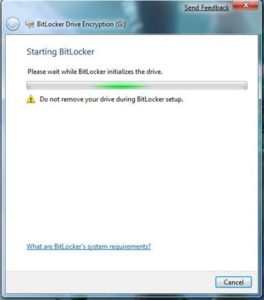 Send Feedback
BitLocker Drive Encryption (G:)
Starting BitLocker
Please wait while BitLocker initializes the drive.
Do not remove your drive during BitLocker setup.
What are BitLocker's system requirements?
Cancel